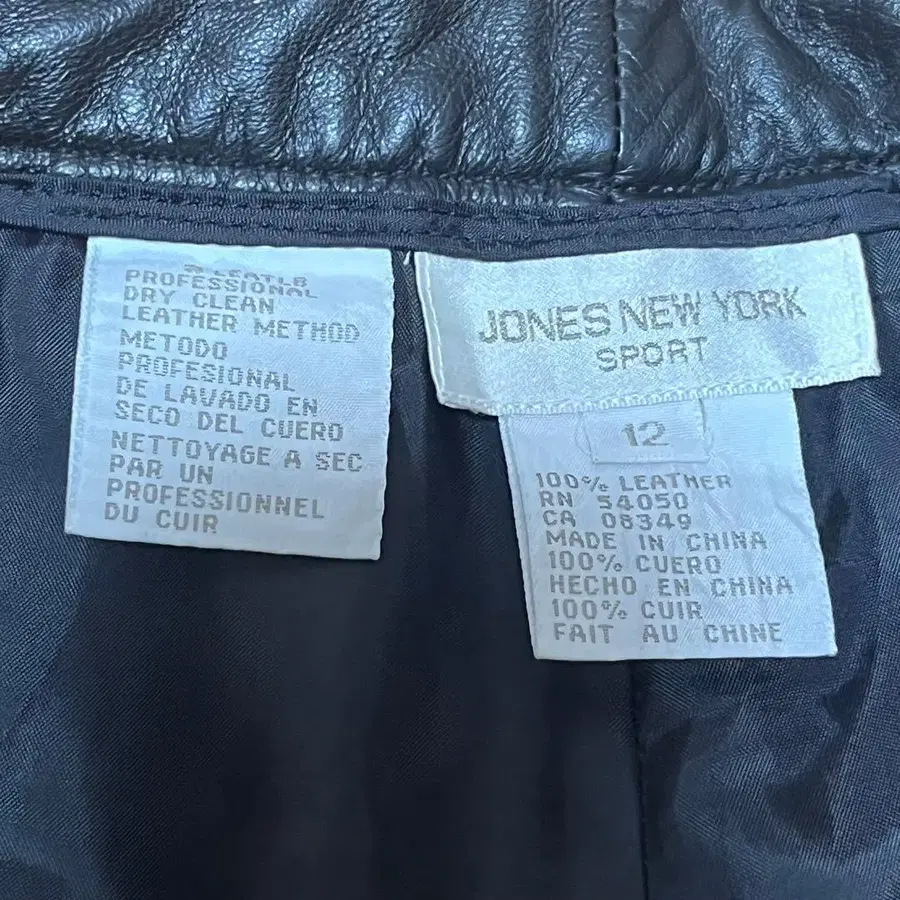 PROFESSIONAL
DRY CLEAN
LEATHER METHOD
METODO
PROFESIONAL
DE LAVADO EN
SECO DEL CUERO
NETTOYAGE A SEC
PAR UN
PROFESSIONNEL
DU CUIR
JONES NEW YORK
SPORT
12
100% LEATHER
RN 54050
CA 06349
MADE IN CHINA
100% CUERO
HECHO EN CHINA
100% CUIR
FAIT AU CHINE